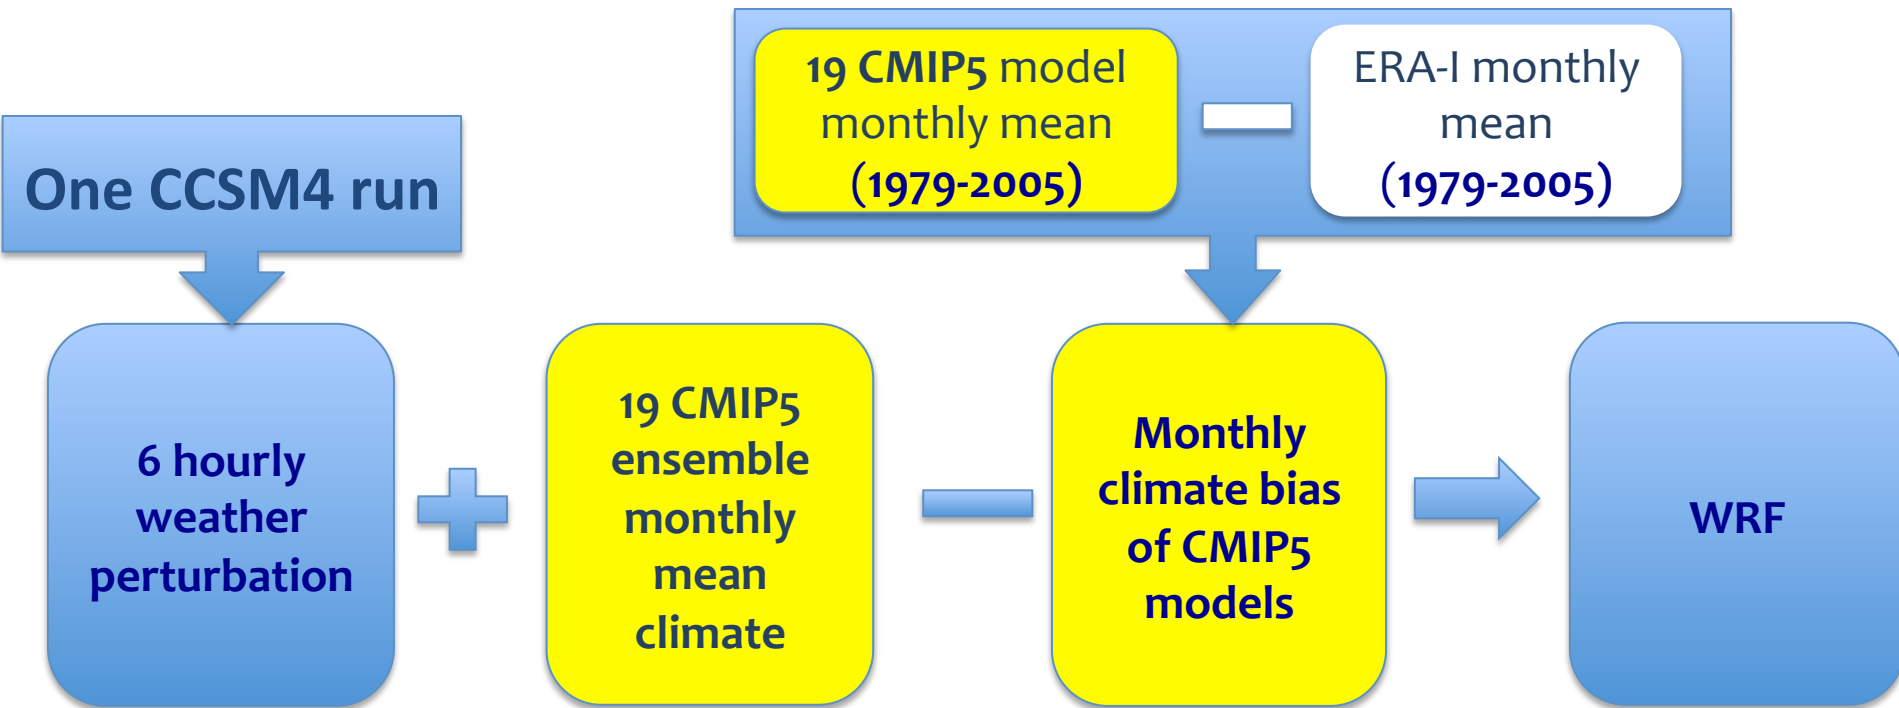 19 CMIP5 model
monthly mean
(1979-2005)
ERA-I monthly
mean
(1979-2005)
One CCSM4 run
6 hourly
weather
perturbation
19 CMIP5
ensemble
monthly
mean
climate
Monthly
climate bias
of CMIP5
models
WRF